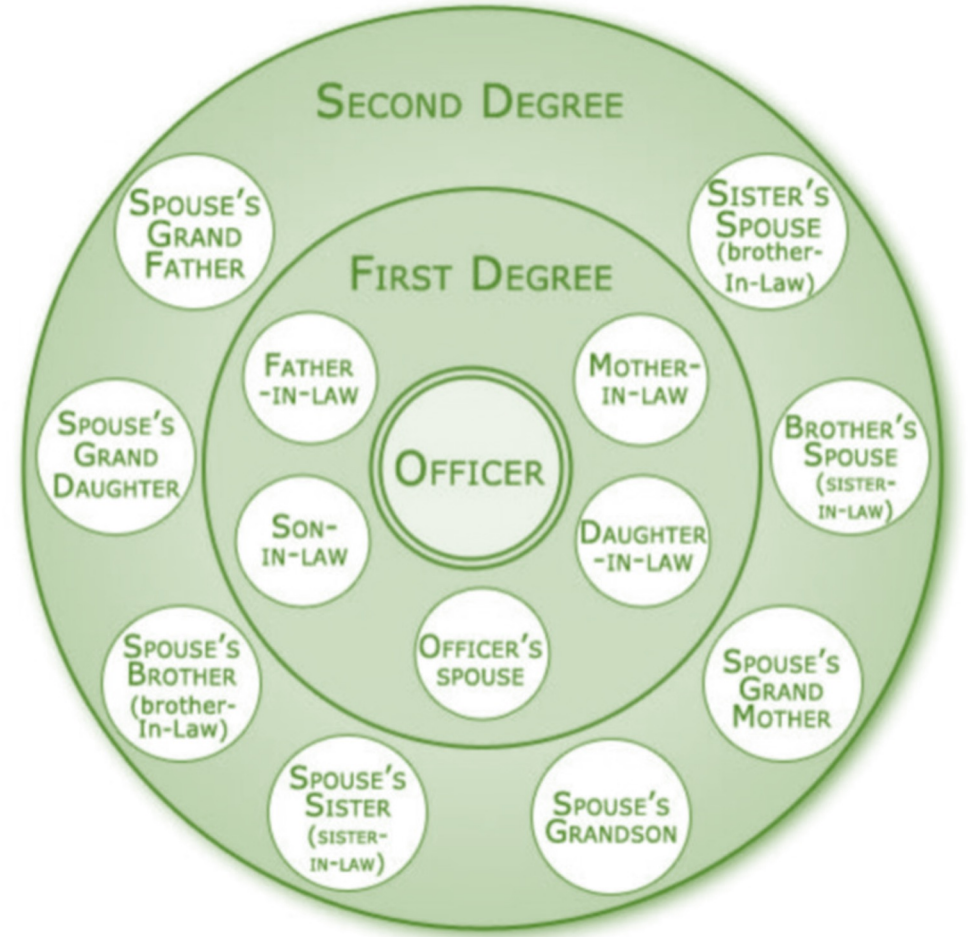 SECOND DEGREE
SPOUSE'S
GRAND
FATHER
SISTER'S
SPOUSE
(brother-
In-Law)
FIRST DEGREE
FATHER
-IN-LAW
MOTHER-
IN-LAW
OFFICER
SPOUSE'S
GRAND
DAUGHTER
BROTHER'S
SPOUSE
(SISTER-
IN-LAW)
SON-
IN-LAW
DAUGHTER
-IN-LAW
OFFICER'S
SPOUSE
SPOUSE'S
BROTHER
(brother-
In-Law)
SPOUSE'S
GRAND
MOTHER
SPOUSE'S
SISTER
(SISTER-
IN-LAW)
SPOUSE'S
GRANDSON